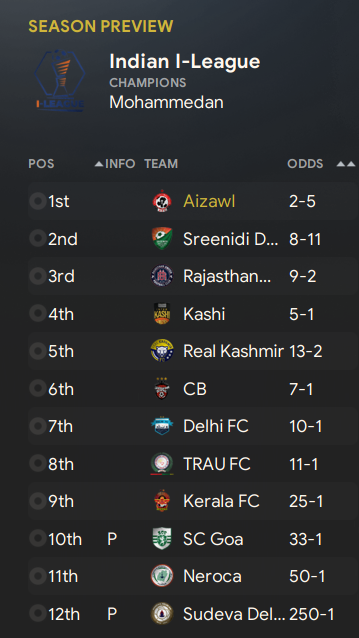 SEASON PREVIEW
Indian I-League
CHAMPIONS
Mohammedan
POS INFO TEAM ODDS
1st Aizawl 2-5
2nd Sreenidi D... 8-11
3rd Rajasthan... 9-2
4th Kashi 5-1
5th Real Kashmir 13-2
6th CB 7-1
7th Delhi FC 10-1
8th TRAU FC 11-1
9th Kerala FC 25-1
10th P SC Goa 33-1
11th Neroca 50-1
12th P Sudeva Del... 250-1